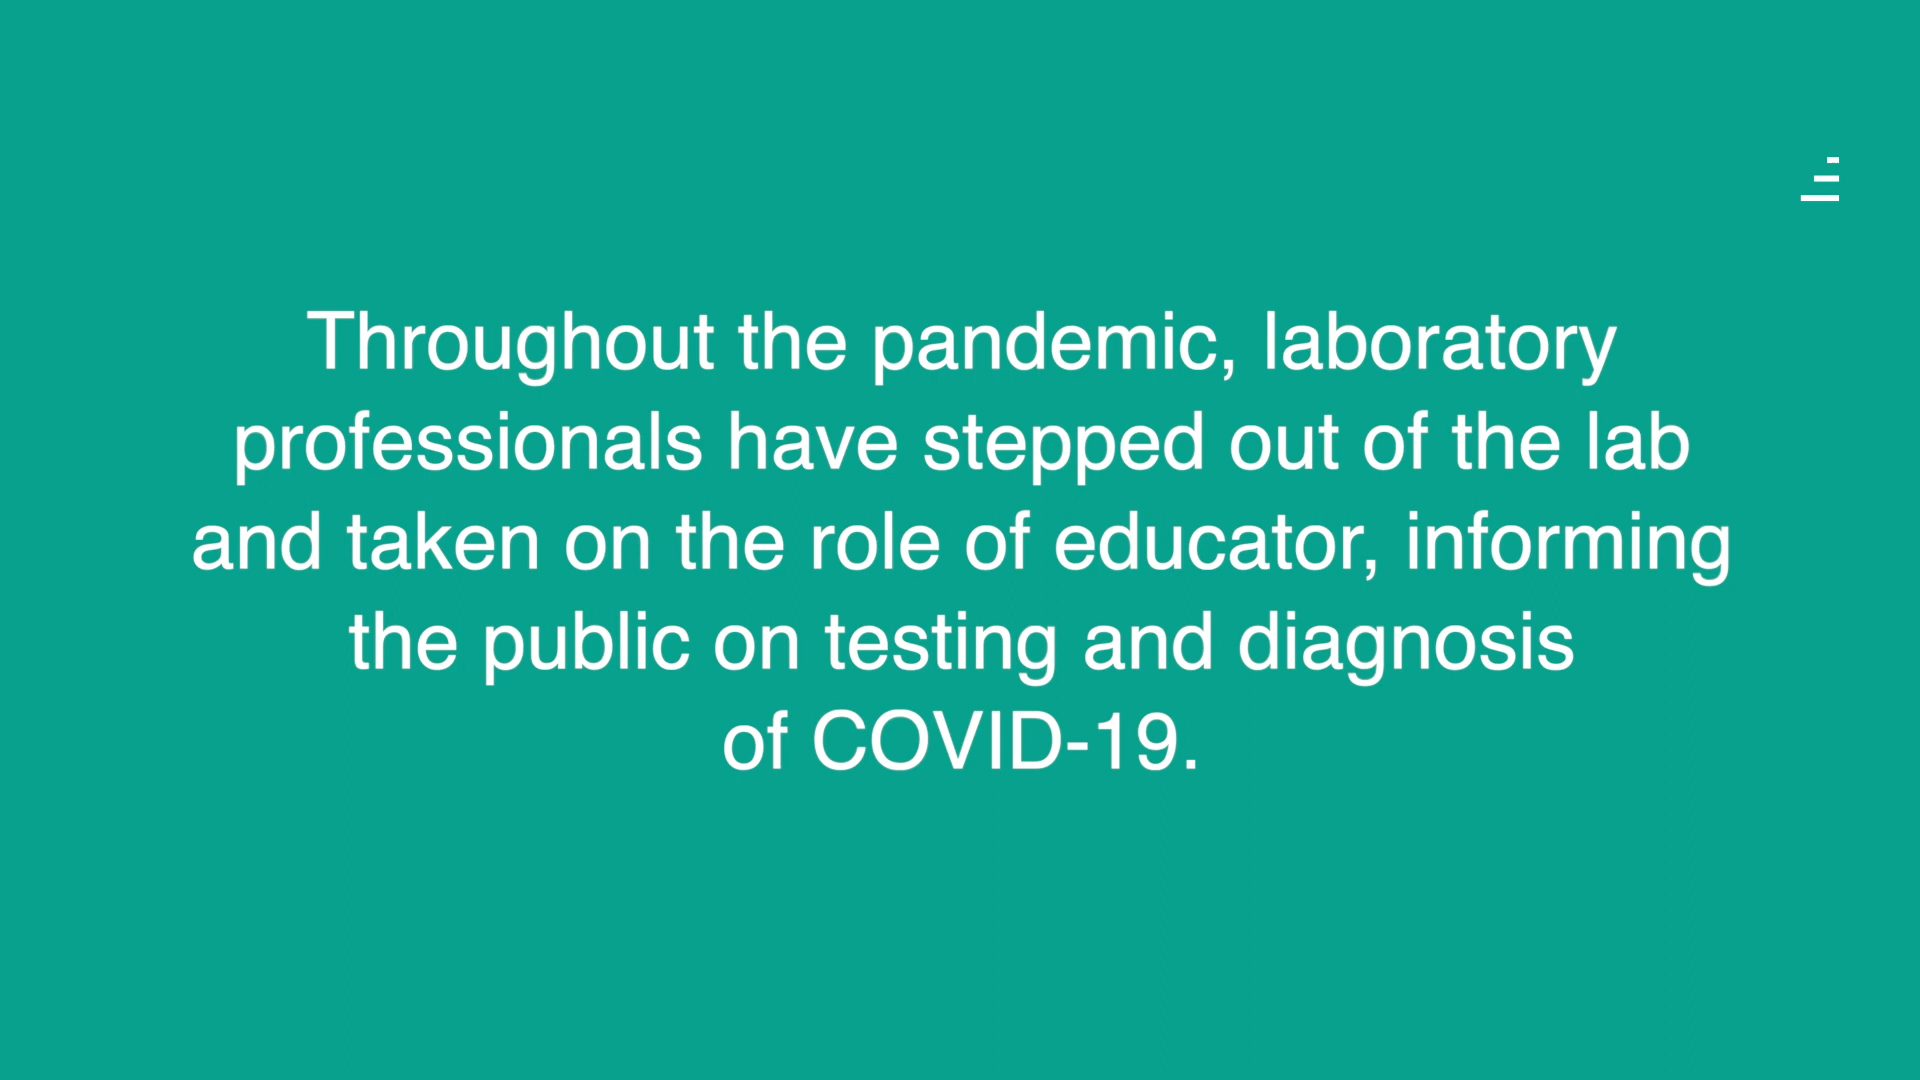 Throughout the pandemic, laboratory
professionals have stepped out of the lab
and taken on the role of educator, informing
the public on testing and diagnosis
of COVID-19.